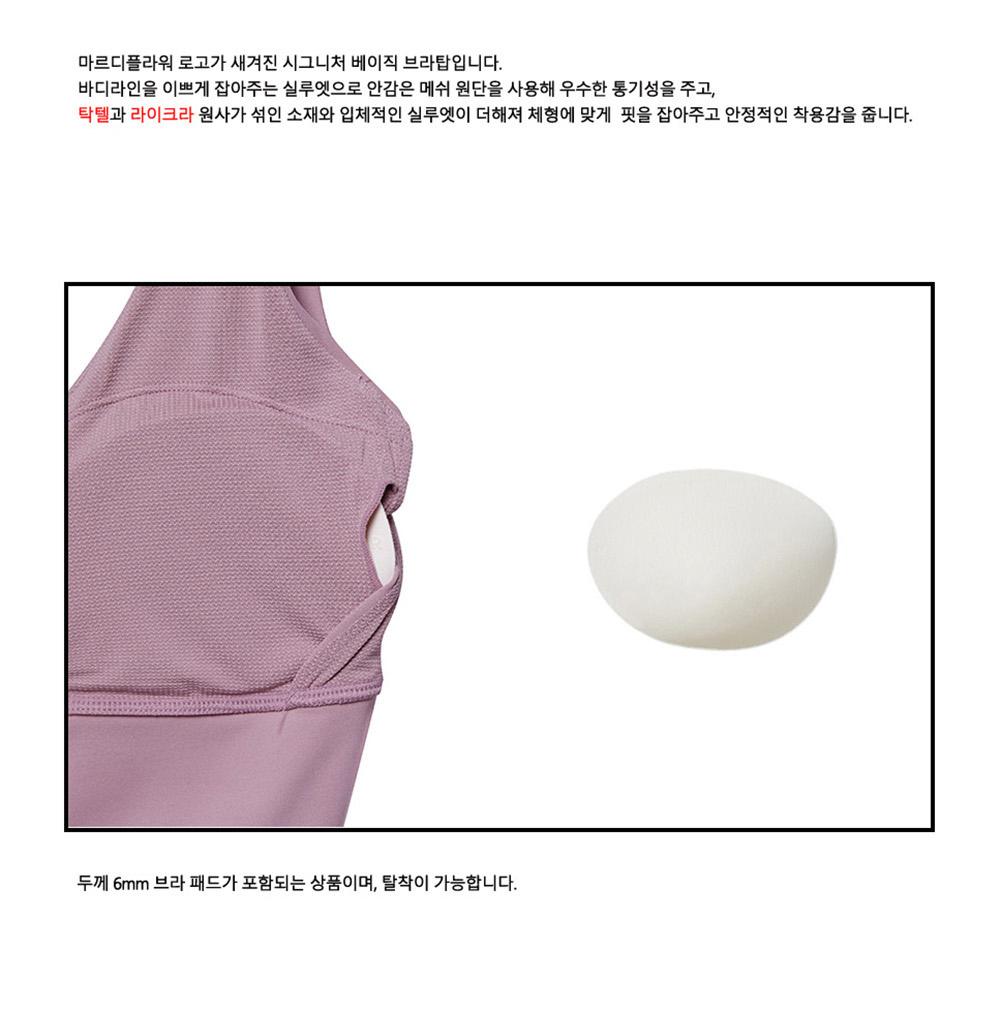 마르디플라워 로고가 새겨진 시그니처 베이직 브라탑입니다.
바디라인을 이쁘게 잡아주는 실루엣으로 안감은 메쉬 원단을 사용해 우수한 통기성을 주고,
탁텔과 라이크라 원사가 섞인 소재와 입체적인 실루엣이 더해져 체형에 맞게 핏을 잡아주고 안정적인 착용감을 줍니다.
두께 6mm 브라 패드가 포함되는 상품이며, 탈착이 가능합니다.